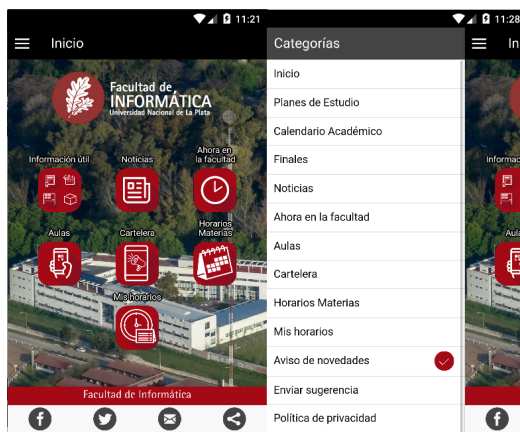 11:21
Inicio
Facultad de
INFORMÁTICA
Universidad Nacional de La Plata
Información útil
Noticias
Ahora en
la facultad
Aulas
Cartelera
Horarios
Materias
Mis horarios
Facultad de Informática
Categorías
Inicio
Planes de Estudio
Calendario Académico
Finales
Noticias
Ahora en la facultad
Aulas
Cartelera
Horarios Materias
Mis horarios
Aviso de novedades
Enviar sugerencia
Política de privacidad
11:28
In
Informac
Aula